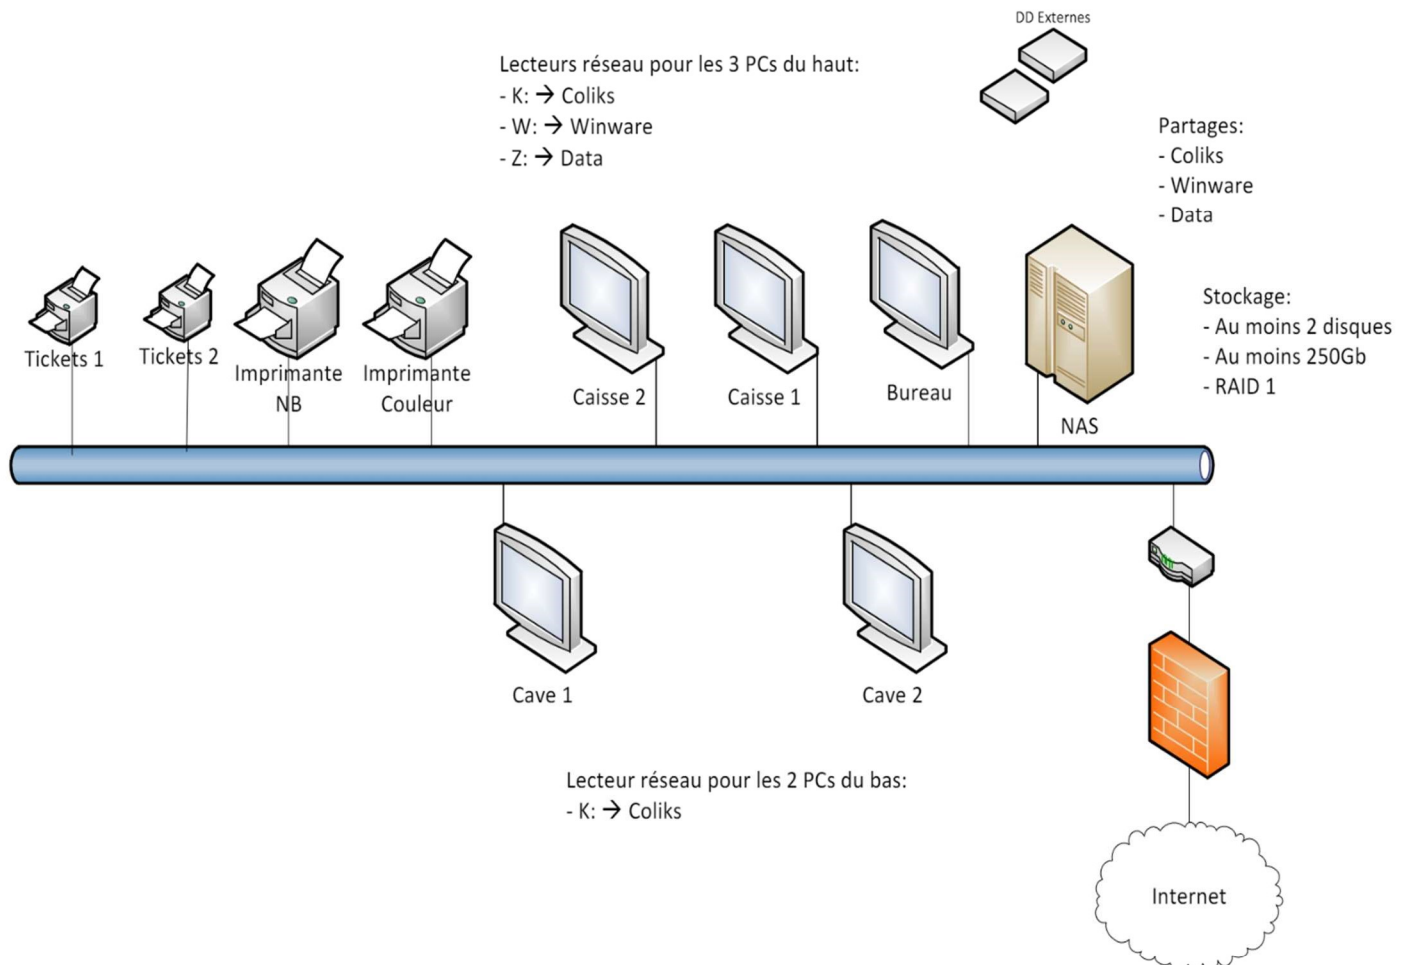 DD Externes
Lecteurs réseau pour les 3 PCs du haut:
- K: → Coliks
- W: → Winware
- Z: → Data
Partages:
- Coliks
- Winware
- Data
Stockage:
- Au moins 2 disques
- Au moins 250Gb
- RAID 1
Tickets 1
Tickets 2
Imprimante
NB
Imprimante
Couleur
Caisse 2
Caisse 1
Bureau
NAS
Cave 1
Cave 2
Lecteur réseau pour les 2 PCs du bas:
- K: → Coliks
Internet